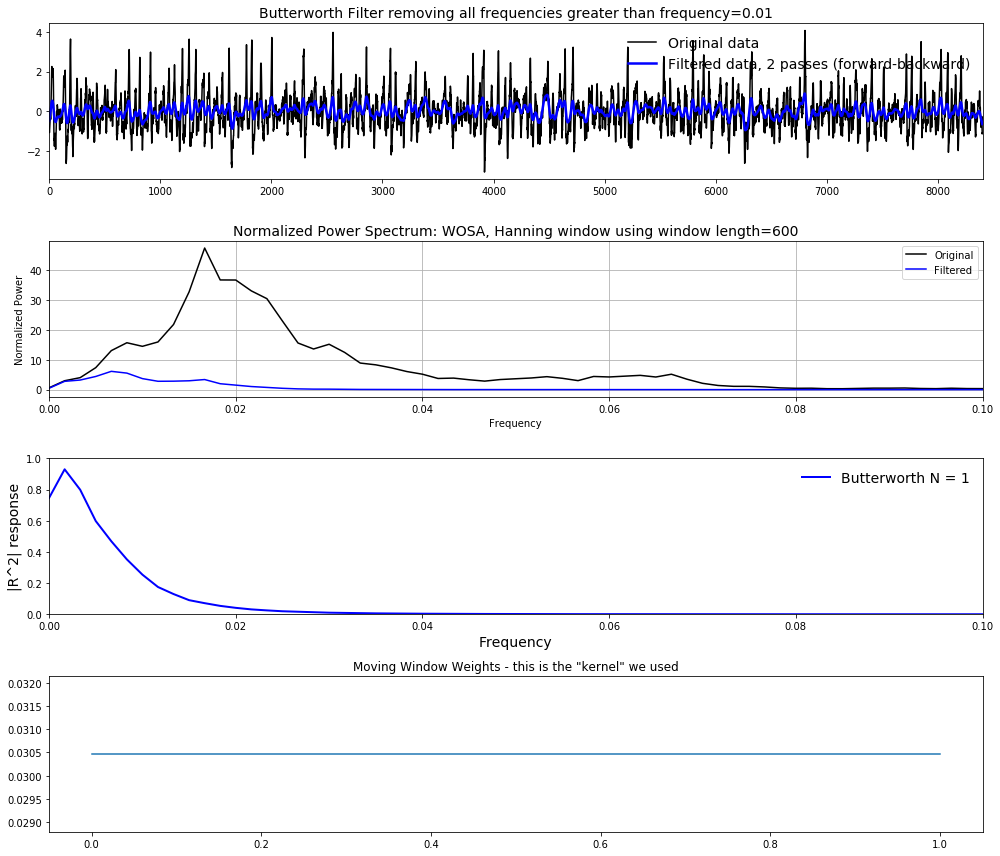 Butterworth Filter removing all frequencies greater than frequency=0.01
Original data
Filtered data, 2 passes (forward-backward)
4
2
0
−2
0 1000 2000 3000 4000 5000 6000 7000 8000
Normalized Power Spectrum: WOSA, Hanning window using window length=600
Original
Filtered
Normalized Power
40
30
20
10
0
0.00 0.02 0.04 0.06 0.08 0.10
Frequency
Butterworth N = 1
|R^2| response
1.0
0.8
0.6
0.4
0.2
0.0
0.00 0.02 0.04 0.06 0.08 0.10
Frequency
Moving Window Weights - this is the "kernel" we used
0.0320
0.0315
0.0310
0.0305
0.0300
0.0295
0.0290
0.0 0.2 0.4 0.6 0.8 1.0